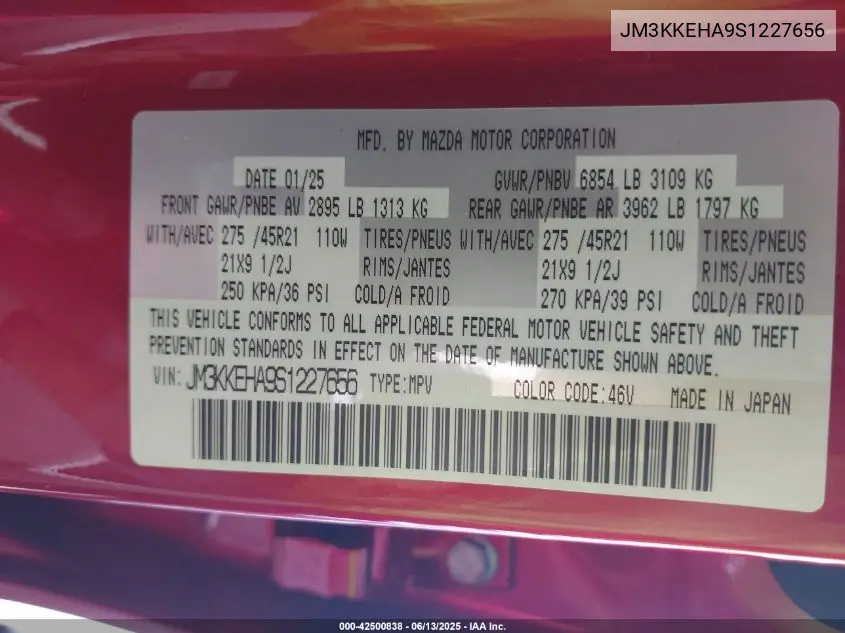 JM3KKEHA9S1227656
MFD. BY MAZDA MOTOR CORPORATION
DATE 01/25 GVWR/PNBV 6854 LB 3109 KG
FRONT GAWR/PNBE AV 2895 LB 1313 KG REAR GAWR/PNBE AR 3962 LB 1797 KG
WITH/AVEC 275 /45R21 110W TIRES/PNEUS WITH/AVEC 275 /45R21 110W TIRES/PNEUS
21X9 1/2J RIMS/JANTES 21X9 1/2J RIMS/JANTES
250 KPA/36 PSI COLD/A FROID 270 KPA/39 PSI COLD/A FROID
THIS VEHICLE CONFORMS TO ALL APPLICABLE FEDERAL MOTOR VEHICLE SAFETY AND THEFT
PREVENTION STANDARDS IN EFFECT ON THE DATE OF MANUFACTURE SHOWN ABOVE.
VIN: JM3KKEHA9S1227656 TYPE:MPV COLOR CODE:46V MADE IN JAPAN
000-42500838 - 06/13/2025 - IAA Inc.